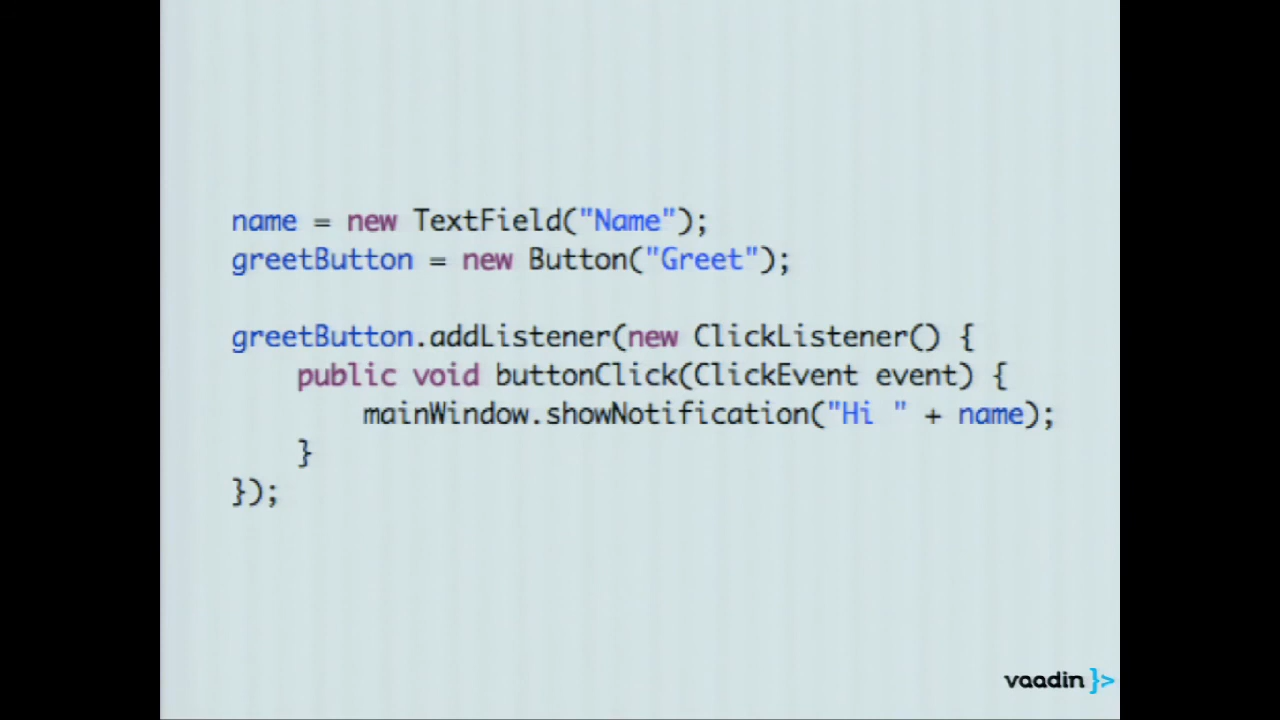 name = new TextField("Name");
greetButton = new Button("Greet");
greetButton.addListener(new ClickListener() {
public void buttonClick(ClickEvent event) {
mainWindow.showNotification("Hi " + name);
}
});
vaadin }>